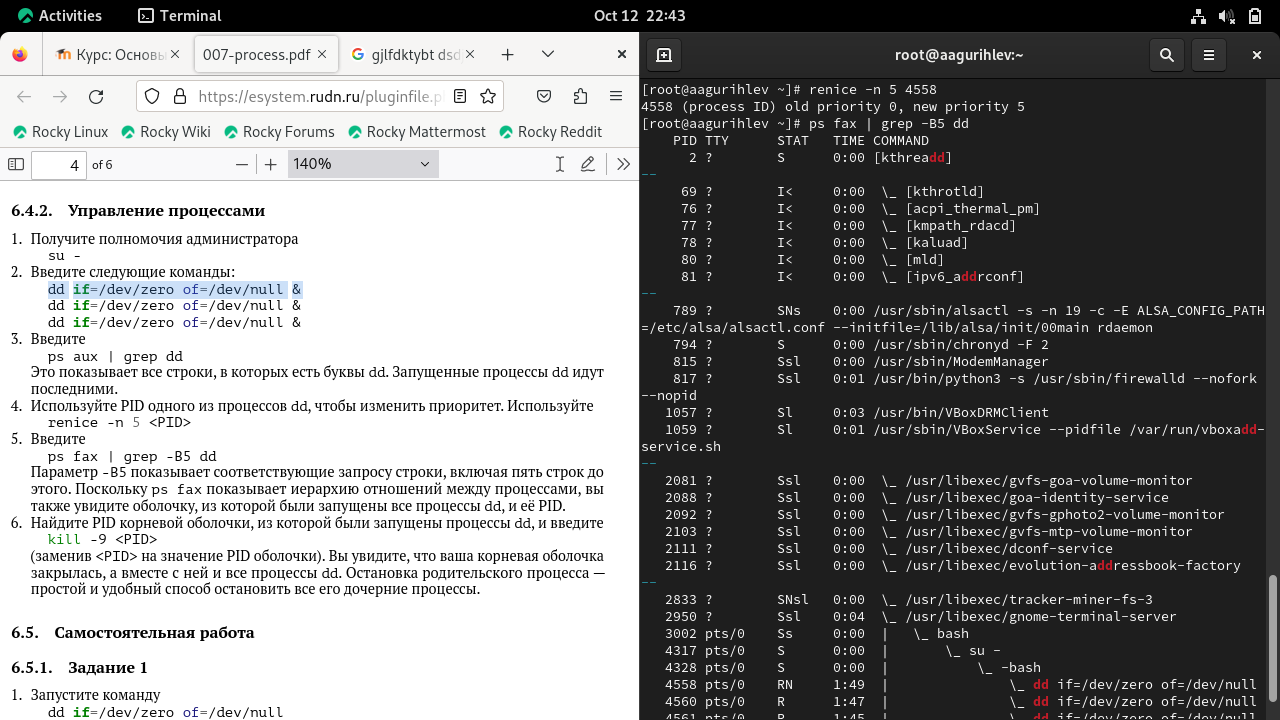 Activities Terminal Oct 12 22:43
Курс: Основы
007-process.pdf
gjlfdktybt dsd
https://esystem.rudn.ru/pluginfile.p
Rocky Linux Rocky Wiki Rocky Forums Rocky Mattermost Rocky Reddit
4 of 6 140%
6.4.2. Управление процессами
1. Получите полномочия администратора
su -
2. Введите следующие команды:
dd if=/dev/zero of=/dev/null &
dd if=/dev/zero of=/dev/null &
dd if=/dev/zero of=/dev/null &
3. Введите
ps aux | grep dd
Это показывает все строки, в которых есть буквы dd. Запущенные процессы dd идут
последними.
4. Используйте PID одного из процессов dd, чтобы изменить приоритет. Используйте
renice -n 5 <PID>
5. Введите
ps fax | grep -B5 dd
Параметр -B5 показывает соответствующие запросу строки, включая пять строк до
этого. Поскольку ps fax показывает иерархию отношений между процессами, вы
также увидите оболочку, из которой были запущены все процессы dd, и её PID.
6. Найдите PID корневой оболочки, из которой были запущены процессы dd, и введите
kill -9 <PID>
(заменив <PID> на значение PID оболочки). Вы увидите, что ваша корневая оболочка
закрылась, а вместе с ней и все процессы dd. Остановка родительского процесса —
простой и удобный способ остановить все его дочерние процессы.
6.5. Самостоятельная работа
6.5.1. Задание 1
1. Запустите команду
dd if=/dev/zero of=/dev/null
root@aagurihlev:~
[root@aagurihlev ~]# renice -n 5 4558
4558 (process ID) old priority 0, new priority 5
[root@aagurihlev ~]# ps fax | grep -B5 dd
PID TTY STAT TIME COMMAND
2 ? S 0:00 [kthreadd]
--
69 ? I< 0:00 \_ [kthrotld]
76 ? I< 0:00 \_ [acpi_thermal_pm]
77 ? I< 0:00 \_ [kmpath_rdacd]
78 ? I< 0:00 \_ [kaluad]
80 ? I< 0:00 \_ [mld]
81 ? I< 0:00 \_ [ipv6_addrconf]
--
789 ? SNs 0:00 /usr/sbin/alsactl -s -n 19 -c -E ALSA_CONFIG_PATH
=/etc/alsa/alsactl.conf --initfile=/lib/alsa/init/00main rdaemon
794 ? S 0:00 /usr/sbin/chronyd -F 2
815 ? Ssl 0:00 /usr/sbin/ModemManager
817 ? Ssl 0:01 /usr/bin/python3 -s /usr/sbin/firewalld --nofork
--nopid
1057 ? Sl 0:03 /usr/bin/VBoxDRMClient
1059 ? Sl 0:01 /usr/sbin/VBoxService --pidfile /var/run/vboxadd-
service.sh
--
2081 ? Ssl 0:00 \_ /usr/libexec/gvfs-goa-volume-monitor
2088 ? Ssl 0:00 \_ /usr/libexec/goa-identity-service
2092 ? Ssl 0:00 \_ /usr/libexec/gvfs-gphoto2-volume-monitor
2103 ? Ssl 0:00 \_ /usr/libexec/gvfs-mtp-volume-monitor
2111 ? Ssl 0:00 \_ /usr/libexec/dconf-service
2116 ? Ssl 0:00 \_ /usr/libexec/evolution-addressbook-factory
--
2833 ? SNsl 0:00 \_ /usr/libexec/tracker-miner-fs-3
2950 ? Ssl 0:04 \_ /usr/libexec/gnome-terminal-server
3002 pts/0 Ss 0:00 | \_ bash
4317 pts/0 S 0:00 | \_ su -
4328 pts/0 S 0:00 | \_ -bash
4558 pts/0 RN 1:49 | \_ dd if=/dev/zero of=/dev/null
4560 pts/0 R 1:47 | \_ dd if=/dev/zero of=/dev/null
4561 pts/0 R 1:45 | \_ dd if=/dev/zero of=/dev/null